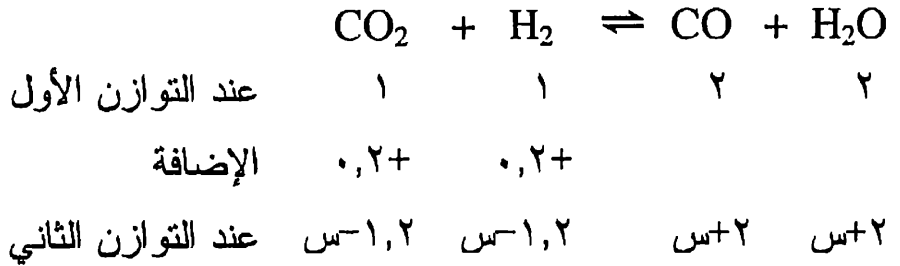 CO₂ + H₂ ⇌ CO + H₂O
عند التوازن الأول ١ ١ ٢ ٢
الإضافة +٠,٢ +٠,٢
عند التوازن الثاني ١,٢−س ١,٢−س ٢+س ٢+س